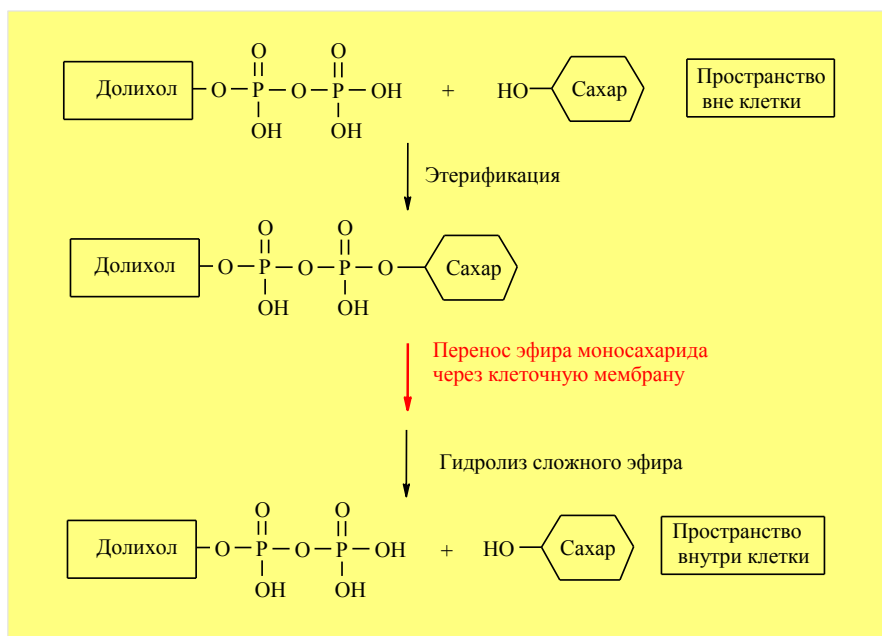 O O
Долихол O P O P OH + HO Сахар Пространство
вне клетки
OH OH
Этерификация
O O
Долихол O P O P O Сахар
OH OH
Перенос эфира моносахарида
через клеточную мембрану
Гидролиз сложного эфира
O O
Долихол O P O P OH + HO Сахар Пространство
внутри клетки
OH OH